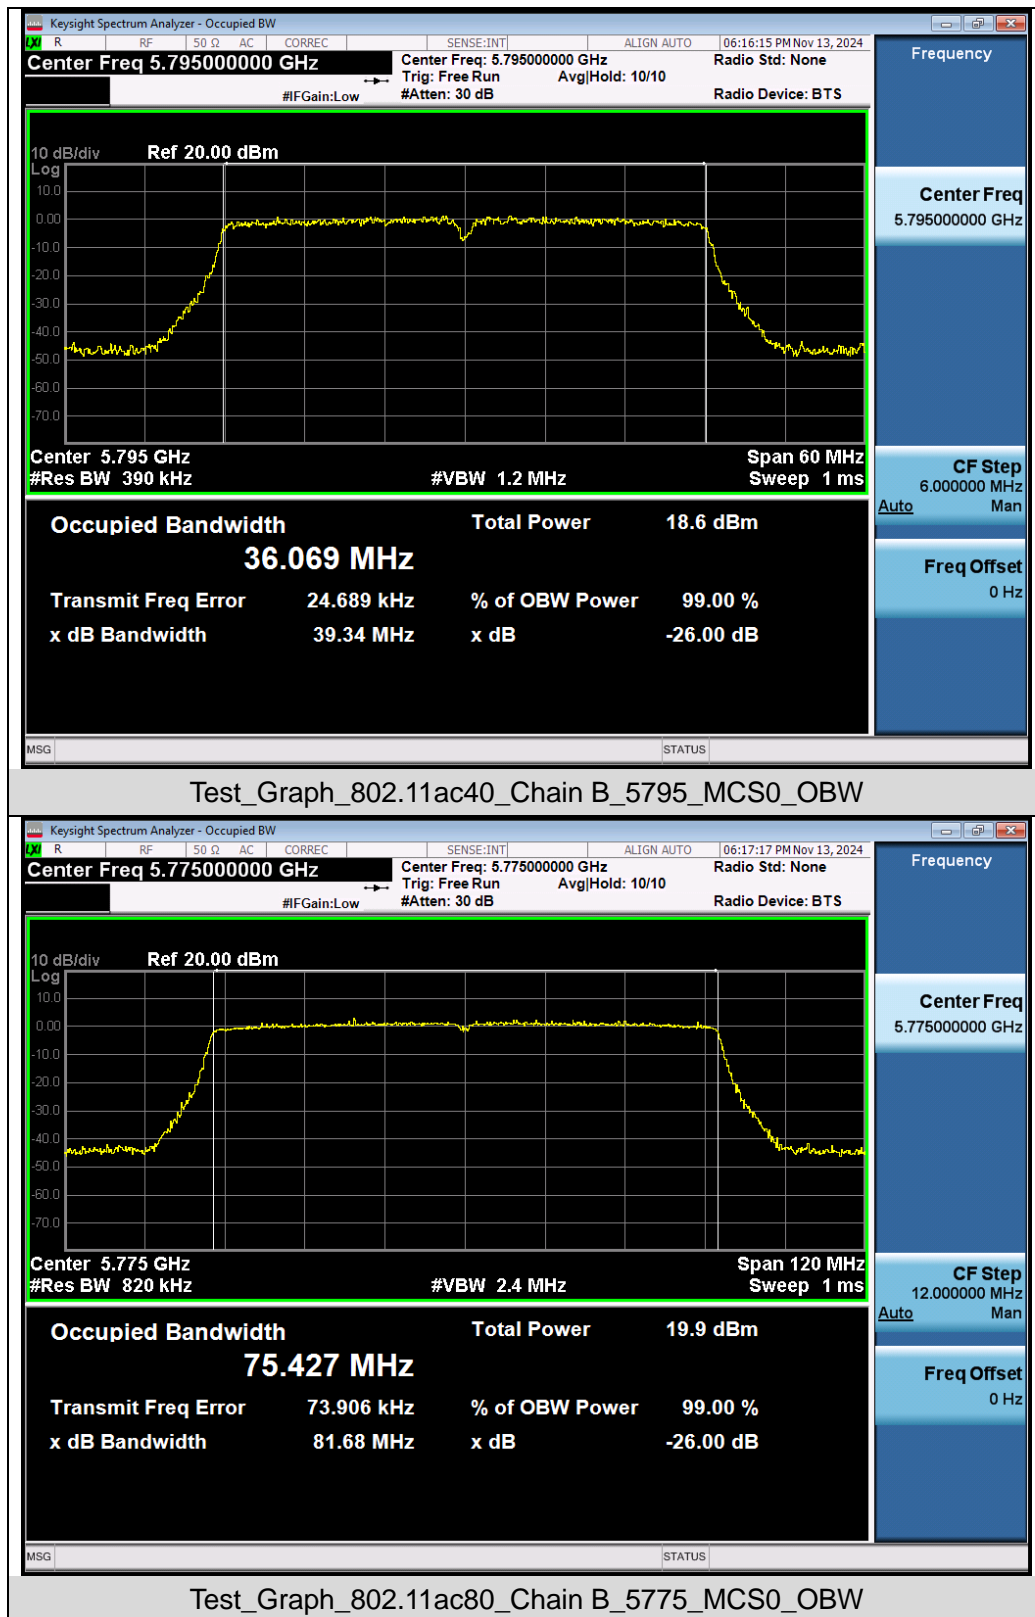 Keysight Spectrum Analyzer - Occupied BW
LXI R RF 50 Ω AC CORREC SENSE:INT ALIGN AUTO 06:16:15 PM Nov 13, 2024
Center Freq 5.795000000 GHz
Center Freq: 5.795000000 GHz
Radio Std: None
Trig: Free Run Avg|Hold: 10/10
#IFGain:Low
#Atten: 30 dB
Radio Device: BTS
Frequency
10 dB/div Ref 20.00 dBm
Log
10.0
0.00
-10.0
-20.0
-30.0
-40.0
-50.0
-60.0
-70.0
Center Freq
5.795000000 GHz
Center 5.795 GHz Span 60 MHz
#Res BW 390 kHz #VBW 1.2 MHz Sweep 1 ms
CF Step
6.000000 MHz
Auto Man
Freq Offset
0 Hz
Occupied Bandwidth Total Power 18.6 dBm
36.069 MHz
Transmit Freq Error 24.689 kHz % of OBW Power 99.00 %
x dB Bandwidth 39.34 MHz x dB -26.00 dB
MSG STATUS
Test_Graph_802.11ac40_Chain B_5795_MCS0_OBW
Keysight Spectrum Analyzer - Occupied BW
LXI R RF 50 Ω AC CORREC SENSE:INT ALIGN AUTO 06:17:17 PM Nov 13, 2024
Center Freq 5.775000000 GHz
Center Freq: 5.775000000 GHz
Radio Std: None
Trig: Free Run Avg|Hold: 10/10
#IFGain:Low
#Atten: 30 dB
Radio Device: BTS
Frequency
10 dB/div Ref 20.00 dBm
Log
10.0
0.00
-10.0
-20.0
-30.0
-40.0
-50.0
-60.0
-70.0
Center Freq
5.775000000 GHz
Center 5.775 GHz Span 120 MHz
#Res BW 820 kHz #VBW 2.4 MHz Sweep 1 ms
CF Step
12.000000 MHz
Auto Man
Freq Offset
0 Hz
Occupied Bandwidth Total Power 19.9 dBm
75.427 MHz
Transmit Freq Error 73.906 kHz % of OBW Power 99.00 %
x dB Bandwidth 81.68 MHz x dB -26.00 dB
MSG STATUS
Test_Graph_802.11ac80_Chain B_5775_MCS0_OBW